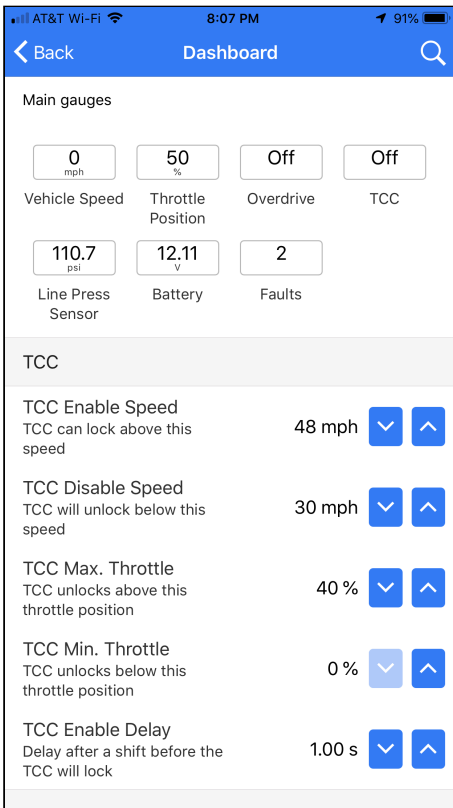 AT&T Wi-Fi 8:07 PM 91%
Back Dashboard
Main gauges
0 50 Off Off
mph %
Vehicle Speed Throttle Overdrive TCC
Position
110.7 12.11 2
psi V
Line Press Battery Faults
Sensor
TCC
TCC Enable Speed
TCC can lock above this 48 mph
speed
TCC Disable Speed
TCC will unlock below this 30 mph
speed
TCC Max. Throttle
TCC unlocks above this 40 %
throttle position
TCC Min. Throttle
TCC unlocks below this 0 %
throttle position
TCC Enable Delay
Delay after a shift before the 1.00 s
TCC will lock